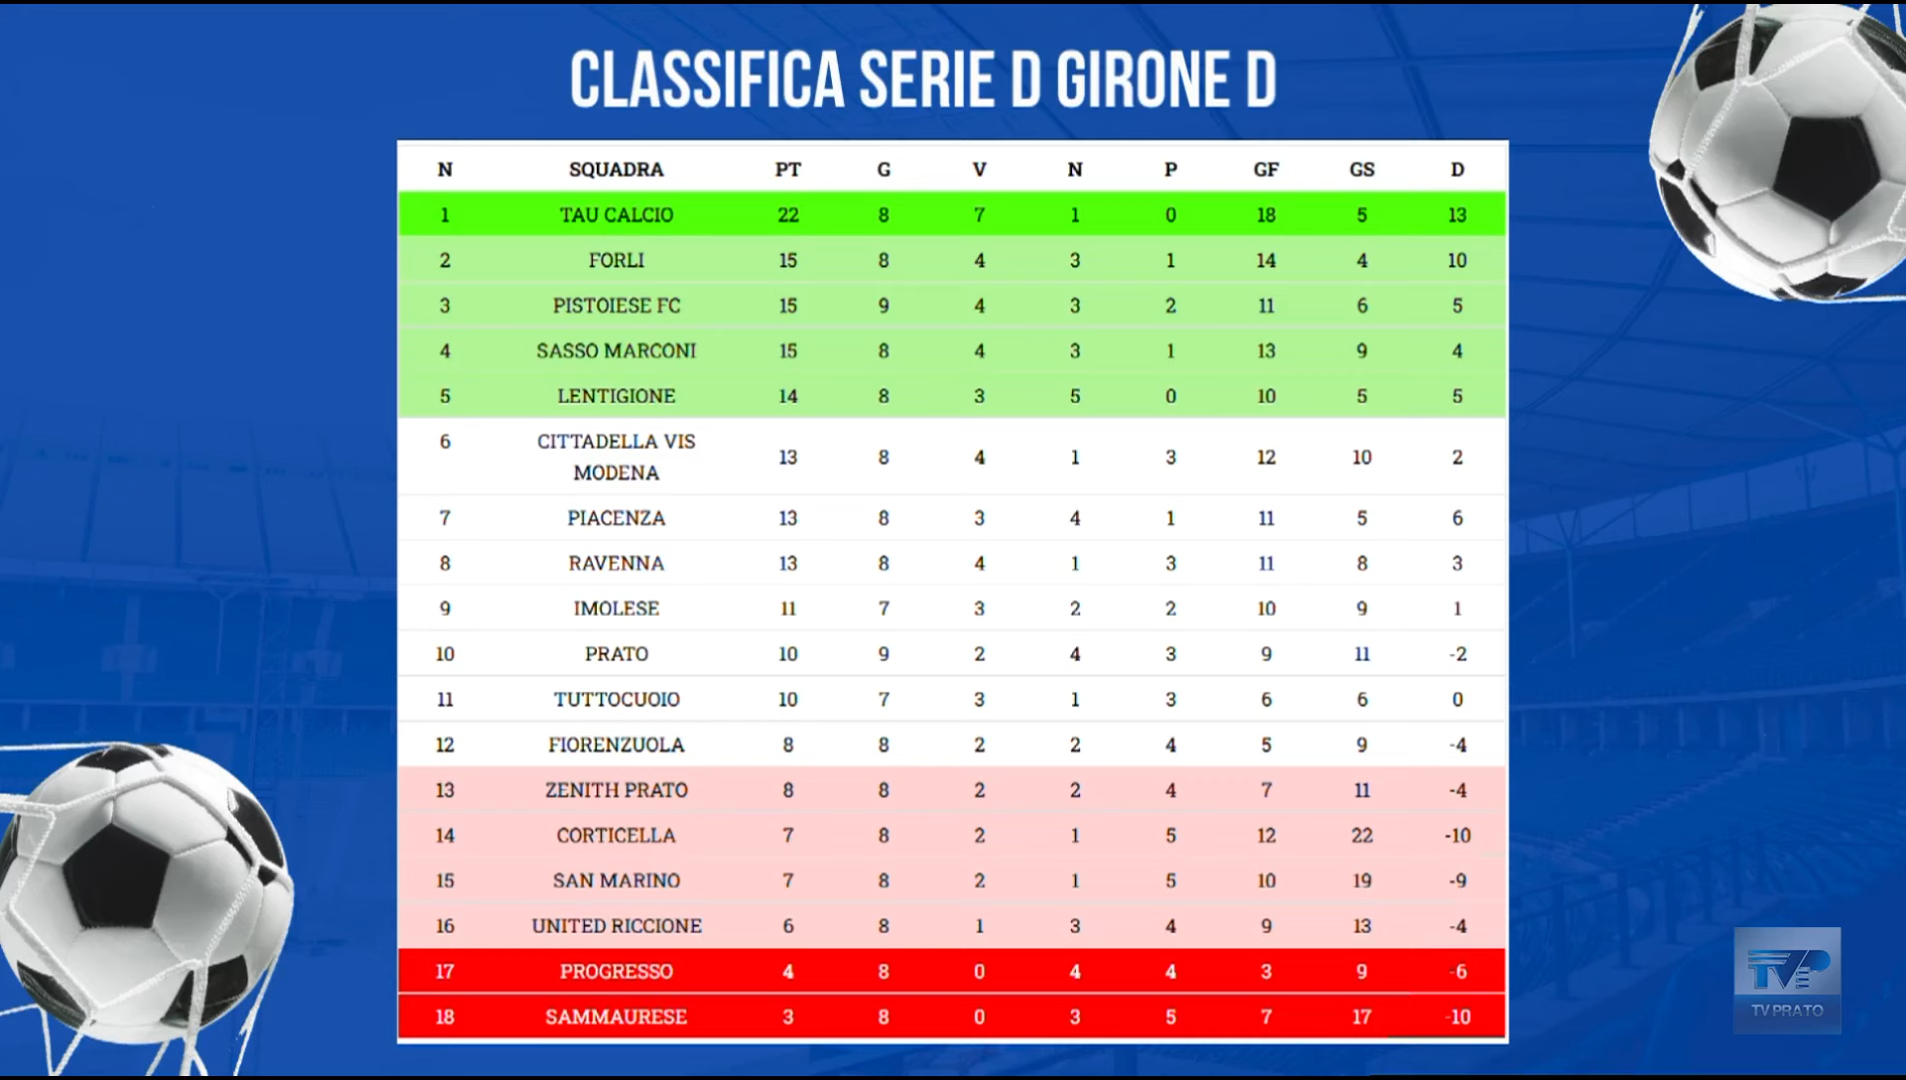 CLASSIFICA SERIE D GIRONE D
N SQUADRA PT G V N P GF GS D
1 TAU CALCIO 22 8 7 1 0 18 5 13
2 FORLI 15 8 4 3 1 14 4 10
3 PISTOIESE FC 15 9 4 3 2 11 6 5
4 SASSO MARCONI 15 8 4 3 1 13 9 4
5 LENTIGIONE 14 8 3 5 0 10 5 5
6 CITTADELLA VIS
MODENA 13 8 4 1 3 12 10 2
7 PIACENZA 13 8 3 4 1 11 5 6
8 RAVENNA 13 8 4 1 3 11 8 3
9 IMOLESE 11 7 3 2 2 10 9 1
10 PRATO 10 9 2 4 3 9 11 -2
11 TUTTOCUOIO 10 7 3 1 3 6 6 0
12 FIORENZUOLA 8 8 2 2 4 5 9 -4
13 ZENITH PRATO 8 8 2 2 4 7 11 -4
14 CORTICELLA 7 8 2 1 5 12 22 -10
15 SAN MARINO 7 8 2 1 5 10 19 -9
16 UNITED RICCIONE 6 8 1 3 4 9 13 -4
17 PROGRESSO 4 8 0 4 4 3 9 -6
18 SAMMAURESE 3 8 0 3 5 7 17 -10
TVP
TV PRATO